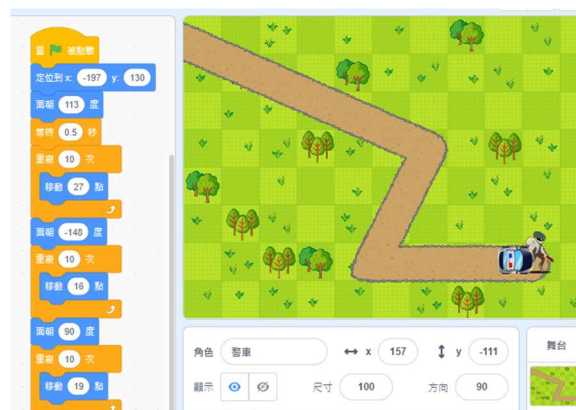 當 被點擊
定位到 x: -197 y: 130
面朝 113 度
等待 0.5 秒
重複 10 次
移動 27 點
面朝 -148 度
重複 10 次
移動 16 點
面朝 90 度
重複 10 次
移動 19 點
角色 警車 x 157 y -111
顯示 尺寸 100 方向 90
舞台